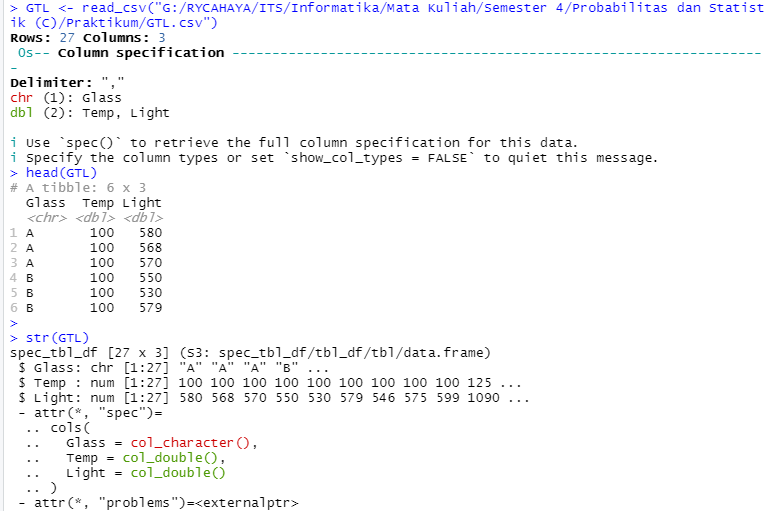 > GTL <- read_csv("G:/RYCAHAYA/ITS/Informatika/Mata Kuliah/Semester 4/Probabilitas dan Statist
ik (C)/Praktikum/GTL.csv")
Rows: 27 Columns: 3
 0s-- Column specification ------------------------------------------------------------------
-
Delimiter: ","
chr (1): Glass
dbl (2): Temp, Light

i Use `spec()` to retrieve the full column specification for this data.
i Specify the column types or set `show_col_types = FALSE` to quiet this message.
> head(GTL)
# A tibble: 6 x 3
  Glass  Temp Light
  <chr> <dbl> <dbl>
1 A       100   580
2 A       100   568
3 A       100   570
4 B       100   550
5 B       100   530
6 B       100   579
>
> str(GTL)
spec_tbl_df [27 x 3] (S3: spec_tbl_df/tbl_df/tbl/data.frame)
 $ Glass: chr [1:27] "A" "A" "A" "B" ...
 $ Temp : num [1:27] 100 100 100 100 100 100 100 100 100 125 ...
 $ Light: num [1:27] 580 568 570 550 530 579 546 575 599 1090 ...
 - attr(*, "spec")=
  .. cols(
  ..   Glass = col_character(),
  ..   Temp = col_double(),
  ..   Light = col_double()
  .. )
 - attr(*, "problems")=<externalptr>